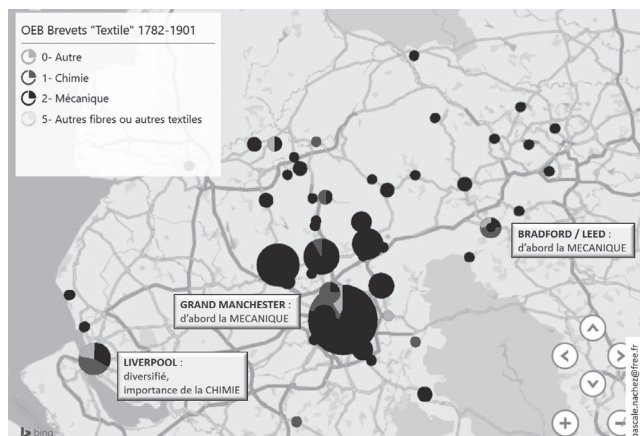 OEB Brevets "Textile" 1782-1901
0- Autre
1- Chimie
2- Mécanique
5- Autres fibres ou autres textiles
BRADFORD / LEED :
d'abord la MECANIQUE
GRAND MANCHESTER :
d'abord la MECANIQUE
LIVERPOOL :
diversifié,
importance de la CHIMIE
pascale.nachez@free.fr
bing